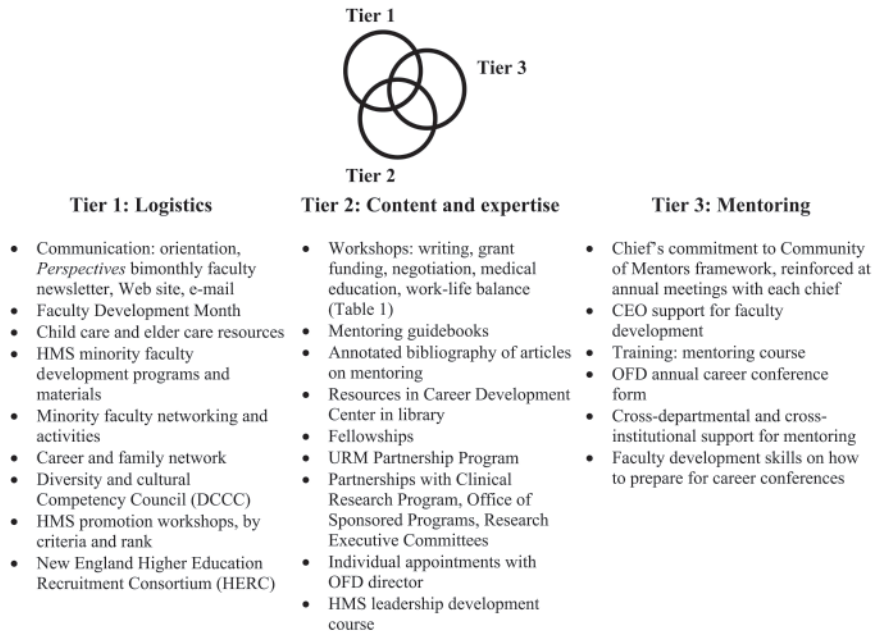 Tier 1
Tier 3
Tier 2
Tier 1: Logistics
• Communication: orientation,
Perspectives bimonthly faculty
newsletter, Web site, e-mail
• Faculty Development Month
• Child care and elder care resources
• HMS minority faculty
development programs and
materials
• Minority faculty networking and
activities
• Career and family network
• Diversity and cultural
Competency Council (DCCC)
• HMS promotion workshops, by
criteria and rank
• New England Higher Education
Recruitment Consortium (HERC)
Tier 2: Content and expertise
• Workshops: writing, grant
funding, negotiation, medical
education, work-life balance
(Table 1)
• Mentoring guidebooks
• Annotated bibliography of articles
on mentoring
• Resources in Career Development
Center in library
• Fellowships
• URM Partnership Program
• Partnerships with Clinical
Research Program, Office of
Sponsored Programs, Research
Executive Committees
• Individual appointments with
OFD director
• HMS leadership development
course
Tier 3: Mentoring
• Chief's commitment to Community
of Mentors framework, reinforced at
annual meetings with each chief
• CEO support for faculty
development
• Training: mentoring course
• OFD annual career conference
form
• Cross-departmental and cross-
institutional support for mentoring
• Faculty development skills on how
to prepare for career conferences